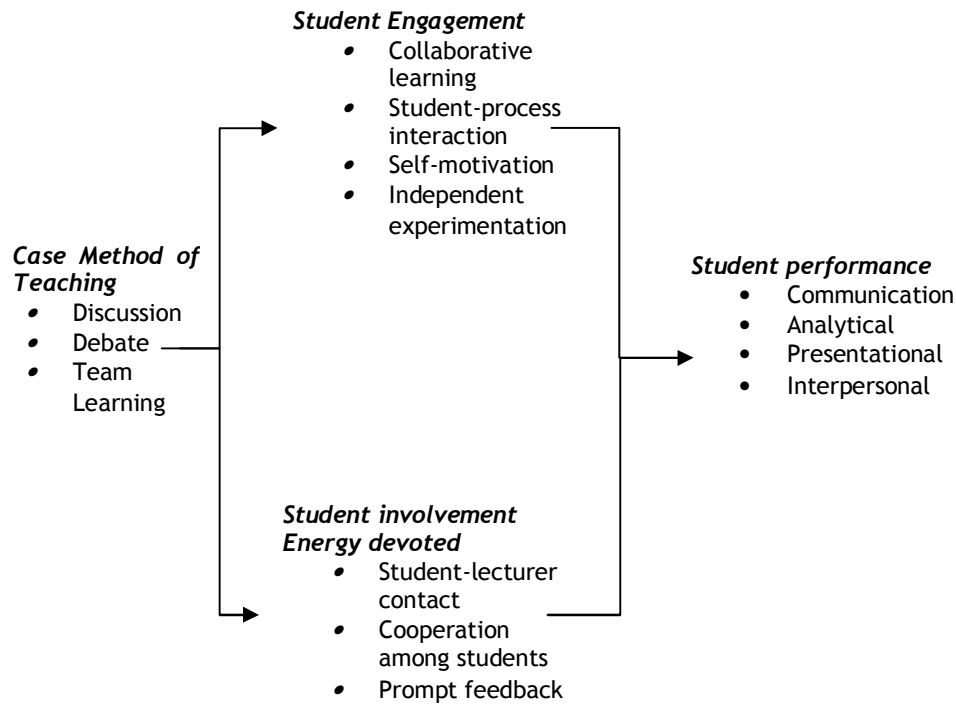 Student Engagement
• Collaborative
learning
• Student-process
interaction
• Self-motivation
• Independent
experimentation
Case Method of
Teaching
• Discussion
• Debate
• Team
Learning
Student performance
• Communication
• Analytical
• Presentational
• Interpersonal
Student involvement
Energy devoted
• Student-lecturer
contact
• Cooperation
among students
• Prompt feedback